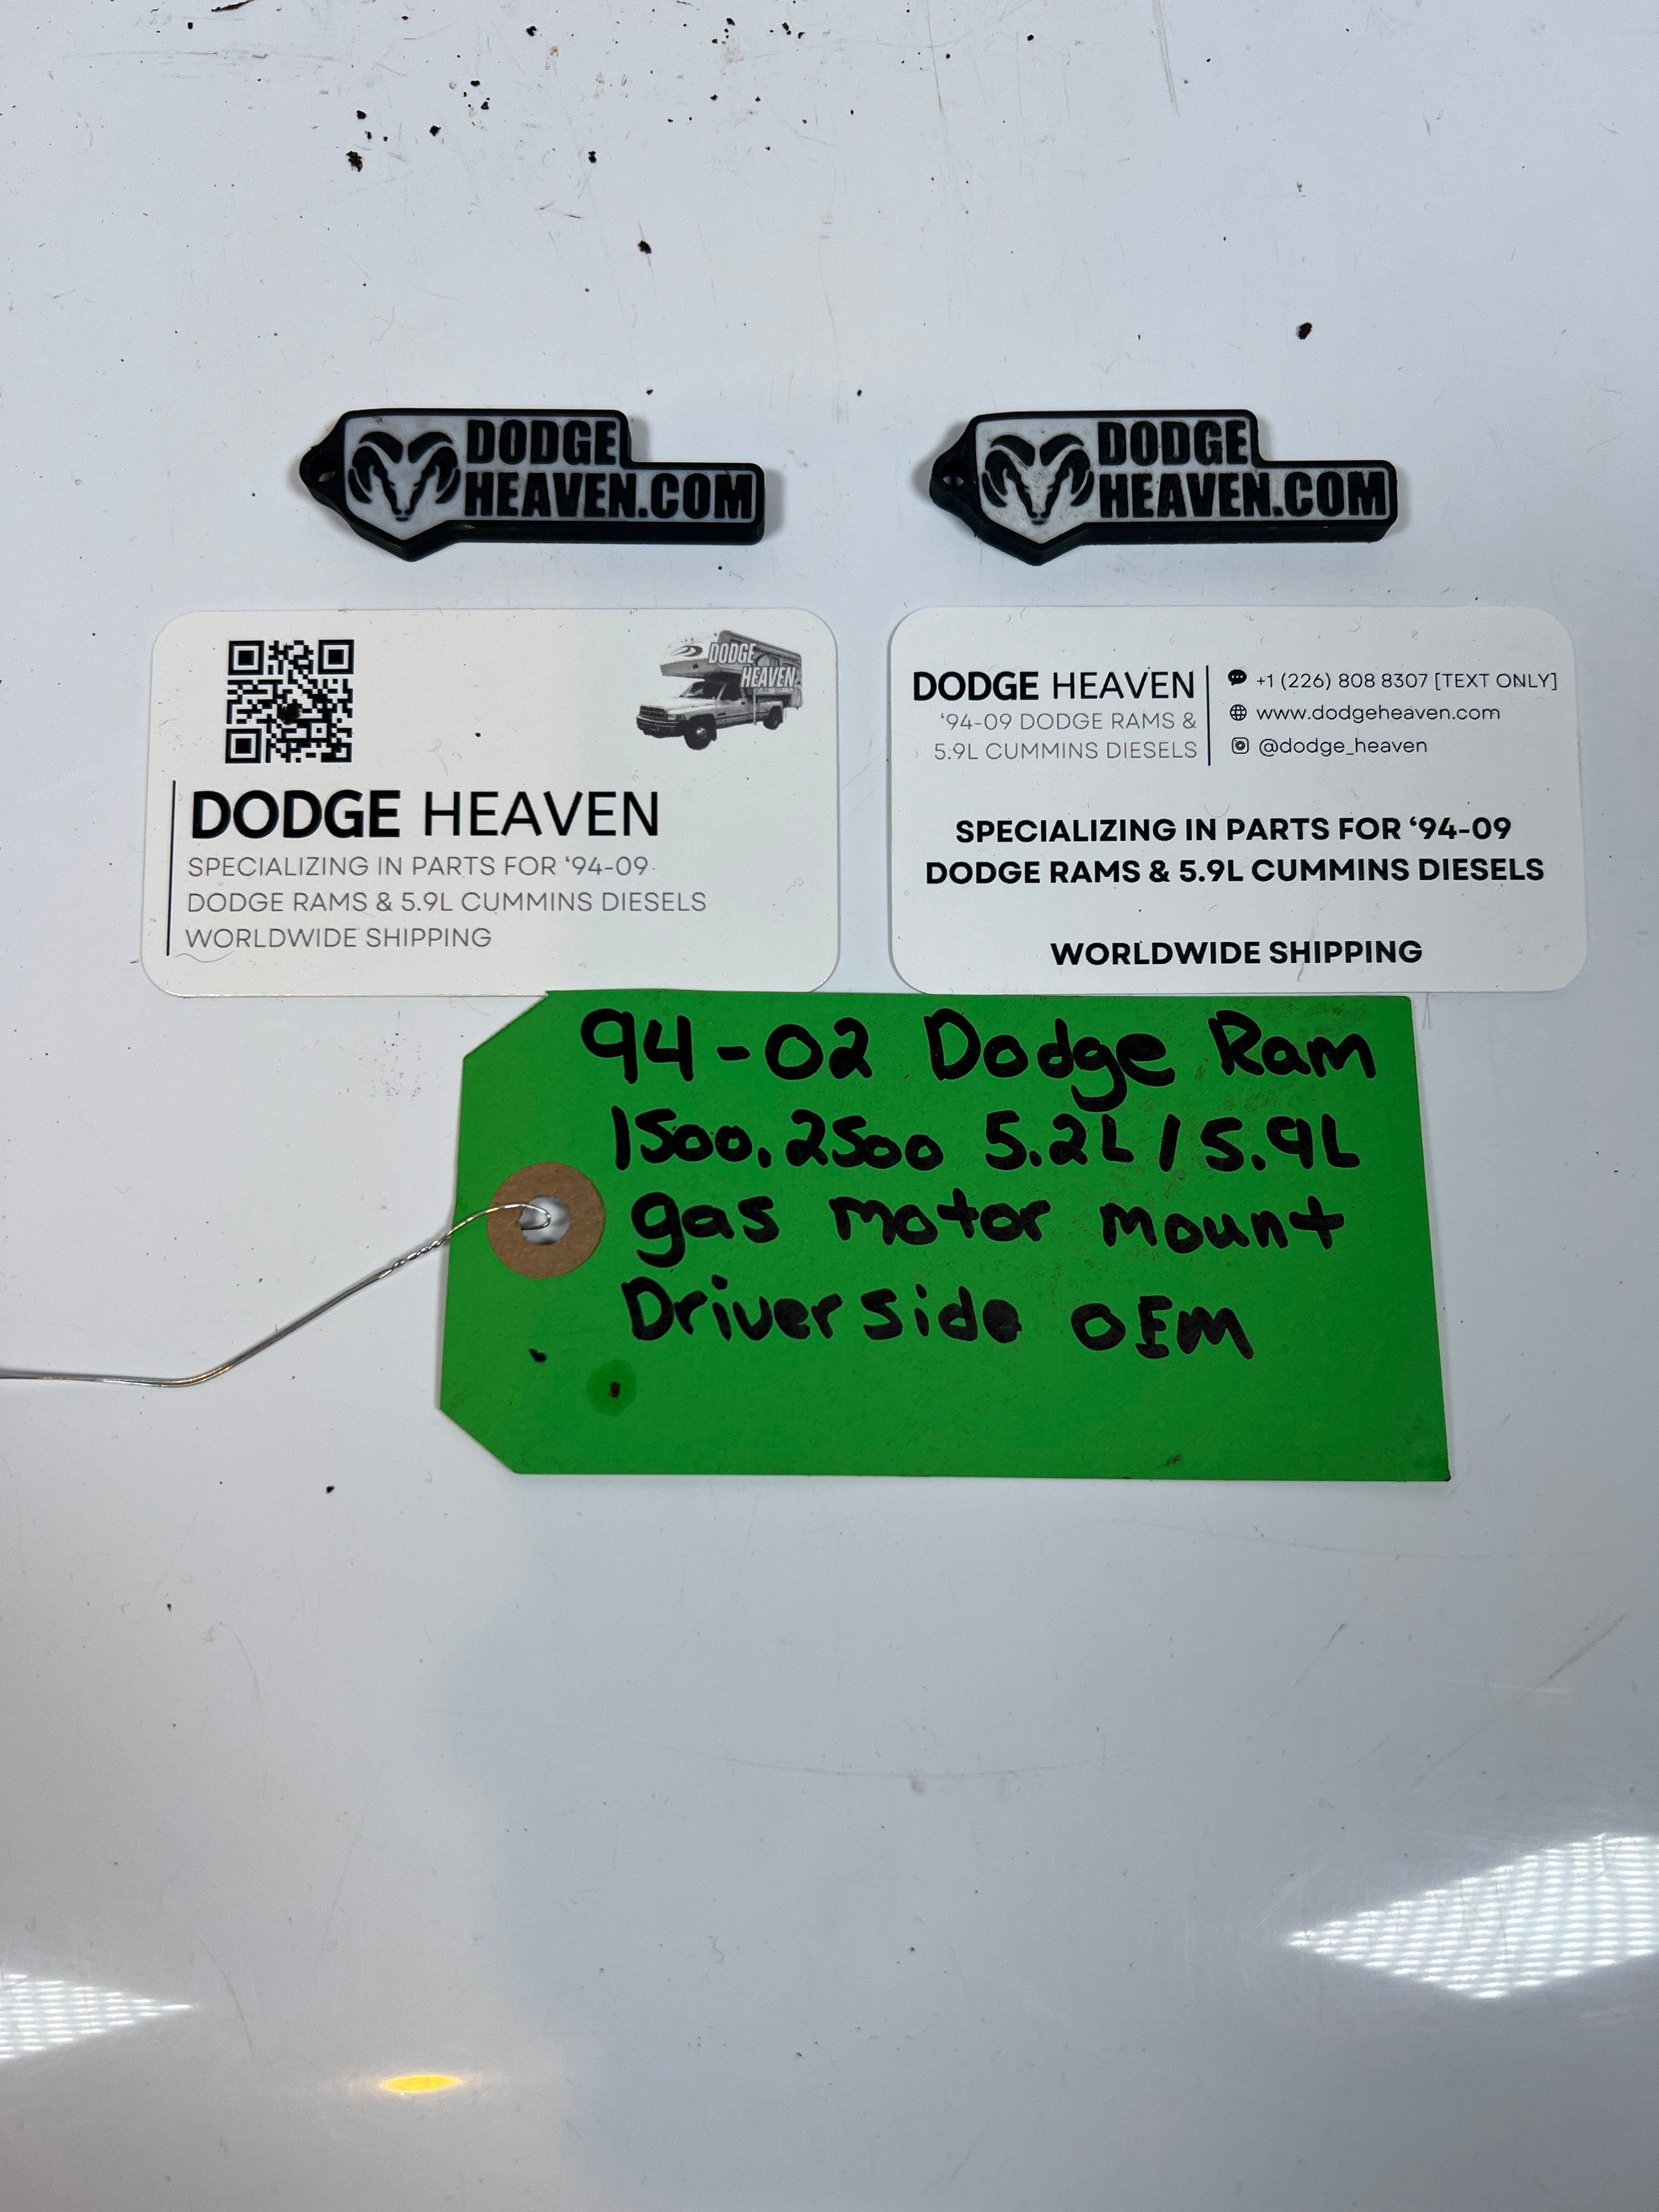 DODGE
HEAVEN.COM
DODGE
HEAVEN.COM
DODGE
HEAVEN
DODGE HEAVEN
SPECIALIZING IN PARTS FOR ‘94-09
DODGE RAMS & 5.9L CUMMINS DIESELS
WORLDWIDE SHIPPING
DODGE HEAVEN
‘94-09 DODGE RAMS &
5.9L CUMMINS DIESELS
+1 (226) 808 8307 [TEXT ONLY]
www.dodgeheaven.com
@dodge_heaven
SPECIALIZING IN PARTS FOR ‘94-09
DODGE RAMS & 5.9L CUMMINS DIESELS
WORLDWIDE SHIPPING
94-02 Dodge Ram
1500.2500 5.2L/5.9L
gas motor mount
Driver side OEM